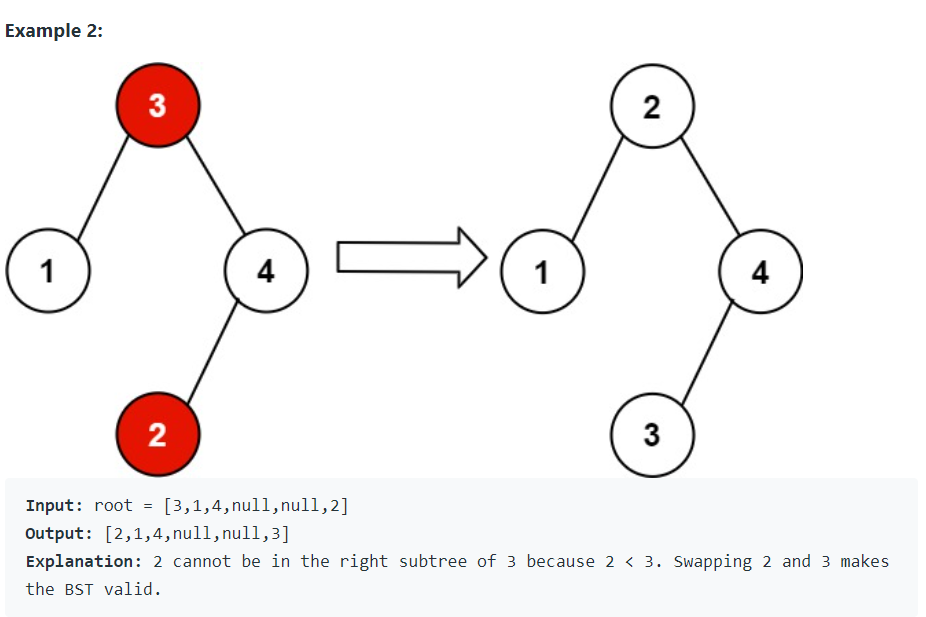 Example 2:
3 2
1 4 1 4
2 3
Input: root = [3,1,4,null,null,2]
Output: [2,1,4,null,null,3]
Explanation: 2 cannot be in the right subtree of 3 because 2 < 3. Swapping 2 and 3 makes
the BST valid.